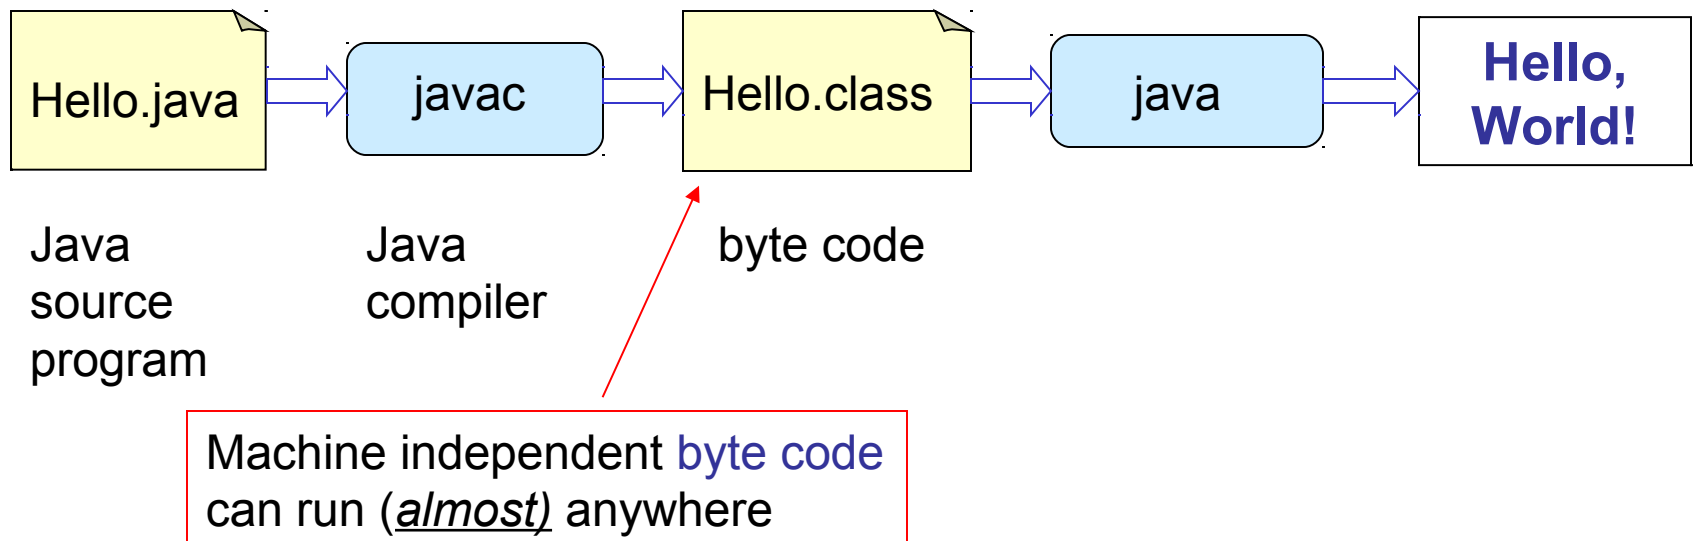 Hello.java
javac
Hello.class
java
Hello,
World!
Java
source
program
Java
compiler
byte code
Machine independent byte code
can run (almost) anywhere